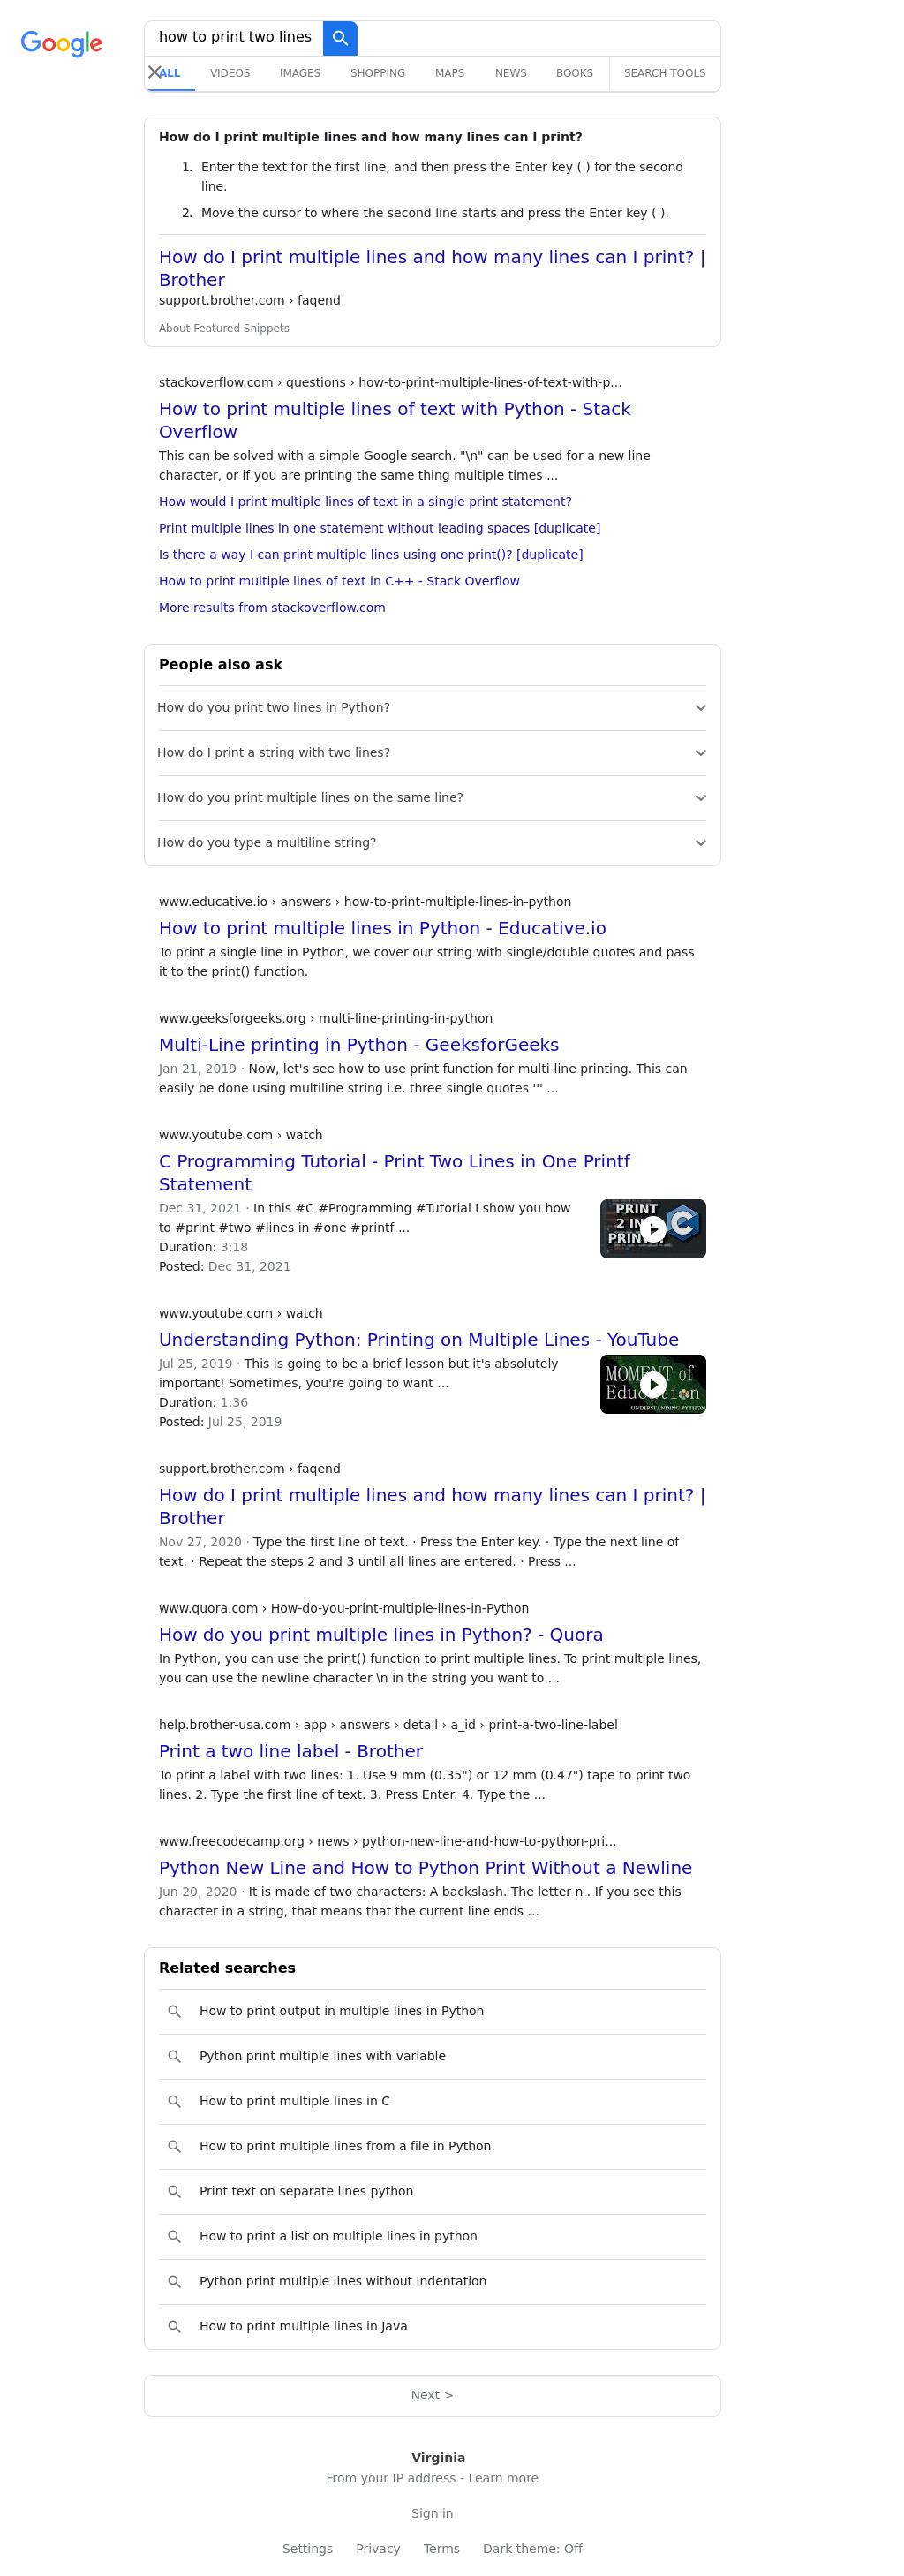 Google
how to print two lines
ALL
VIDEOS
IMAGES
SHOPPING
MAPS
NEWS
BOOKS
SEARCH TOOLS
How do I print multiple lines and how many lines can I print?
1. Enter the text for the first line, and then press the Enter key ( ) for the second
line.
2. Move the cursor to where the second line starts and press the Enter key ( ).
How do I print multiple lines and how many lines can I print? |
Brother
support.brother.com › faqend
About Featured Snippets
stackoverflow.com › questions › how-to-print-multiple-lines-of-text-with-p...
How to print multiple lines of text with Python - Stack
Overflow
This can be solved with a simple Google search. "\n" can be used for a new line
character, or if you are printing the same thing multiple times ...
How would I print multiple lines of text in a single print statement?
Print multiple lines in one statement without leading spaces [duplicate]
Is there a way I can print multiple lines using one print()? [duplicate]
How to print multiple lines of text in C++ - Stack Overflow
More results from stackoverflow.com
People also ask
How do you print two lines in Python?
How do I print a string with two lines?
How do you print multiple lines on the same line?
How do you type a multiline string?
www.educative.io › answers › how-to-print-multiple-lines-in-python
How to print multiple lines in Python - Educative.io
To print a single line in Python, we cover our string with single/double quotes and pass
it to the print() function.
www.geeksforgeeks.org › multi-line-printing-in-python
Multi-Line printing in Python - GeeksforGeeks
Jan 21, 2019 · Now, let's see how to use print function for multi-line printing. This can
easily be done using multiline string i.e. three single quotes ''' ...
www.youtube.com › watch
C Programming Tutorial - Print Two Lines in One Printf
Statement
Dec 31, 2021 · In this #C #Programming #Tutorial I show you how
to #print #two #lines in #one #printf ...
Duration: 3:18
Posted: Dec 31, 2021
PRINT
2 IN
C
www.youtube.com › watch
Understanding Python: Printing on Multiple Lines - YouTube
Jul 25, 2019 · This is going to be a brief lesson but it's absolutely
important! Sometimes, you're going to want ...
Duration: 1:36
Posted: Jul 25, 2019
MOMENT of
Education
UNDERSTANDING PYTHON
support.brother.com › faqend
How do I print multiple lines and how many lines can I print? |
Brother
Nov 27, 2020 · Type the first line of text. · Press the Enter key. · Type the next line of
text. · Repeat the steps 2 and 3 until all lines are entered. · Press ...
www.quora.com › How-do-you-print-multiple-lines-in-Python
How do you print multiple lines in Python? - Quora
In Python, you can use the print() function to print multiple lines. To print multiple lines,
you can use the newline character \n in the string you want to ...
help.brother-usa.com › app › answers › detail › a_id › print-a-two-line-label
Print a two line label - Brother
To print a label with two lines: 1. Use 9 mm (0.35") or 12 mm (0.47") tape to print two
lines. 2. Type the first line of text. 3. Press Enter. 4. Type the ...
www.freecodecamp.org › news › python-new-line-and-how-to-python-pri...
Python New Line and How to Python Print Without a Newline
Jun 20, 2020 · It is made of two characters: A backslash. The letter n . If you see this
character in a string, that means that the current line ends ...
Related searches
How to print output in multiple lines in Python
Python print multiple lines with variable
How to print multiple lines in C
How to print multiple lines from a file in Python
Print text on separate lines python
How to print a list on multiple lines in python
Python print multiple lines without indentation
How to print multiple lines in Java
Next >
Virginia
From your IP address - Learn more
Sign in
Settings
Privacy
Terms
Dark theme: Off